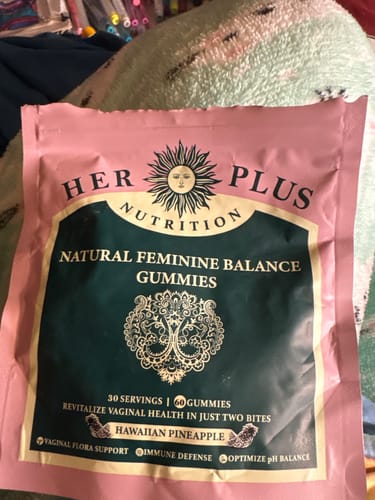 HER PLUS
NUTRITION
NATURAL FEMININE BALANCE
GUMMIES
30 SERVINGS | 60 GUMMIES
REVITALIZE VAGINAL HEALTH IN JUST TWO BITES
HAWAIIAN PINEAPPLE
VAGINAL FLORA SUPPORT IMMUNE DEFENSE OPTIMIZE pH BALANCE